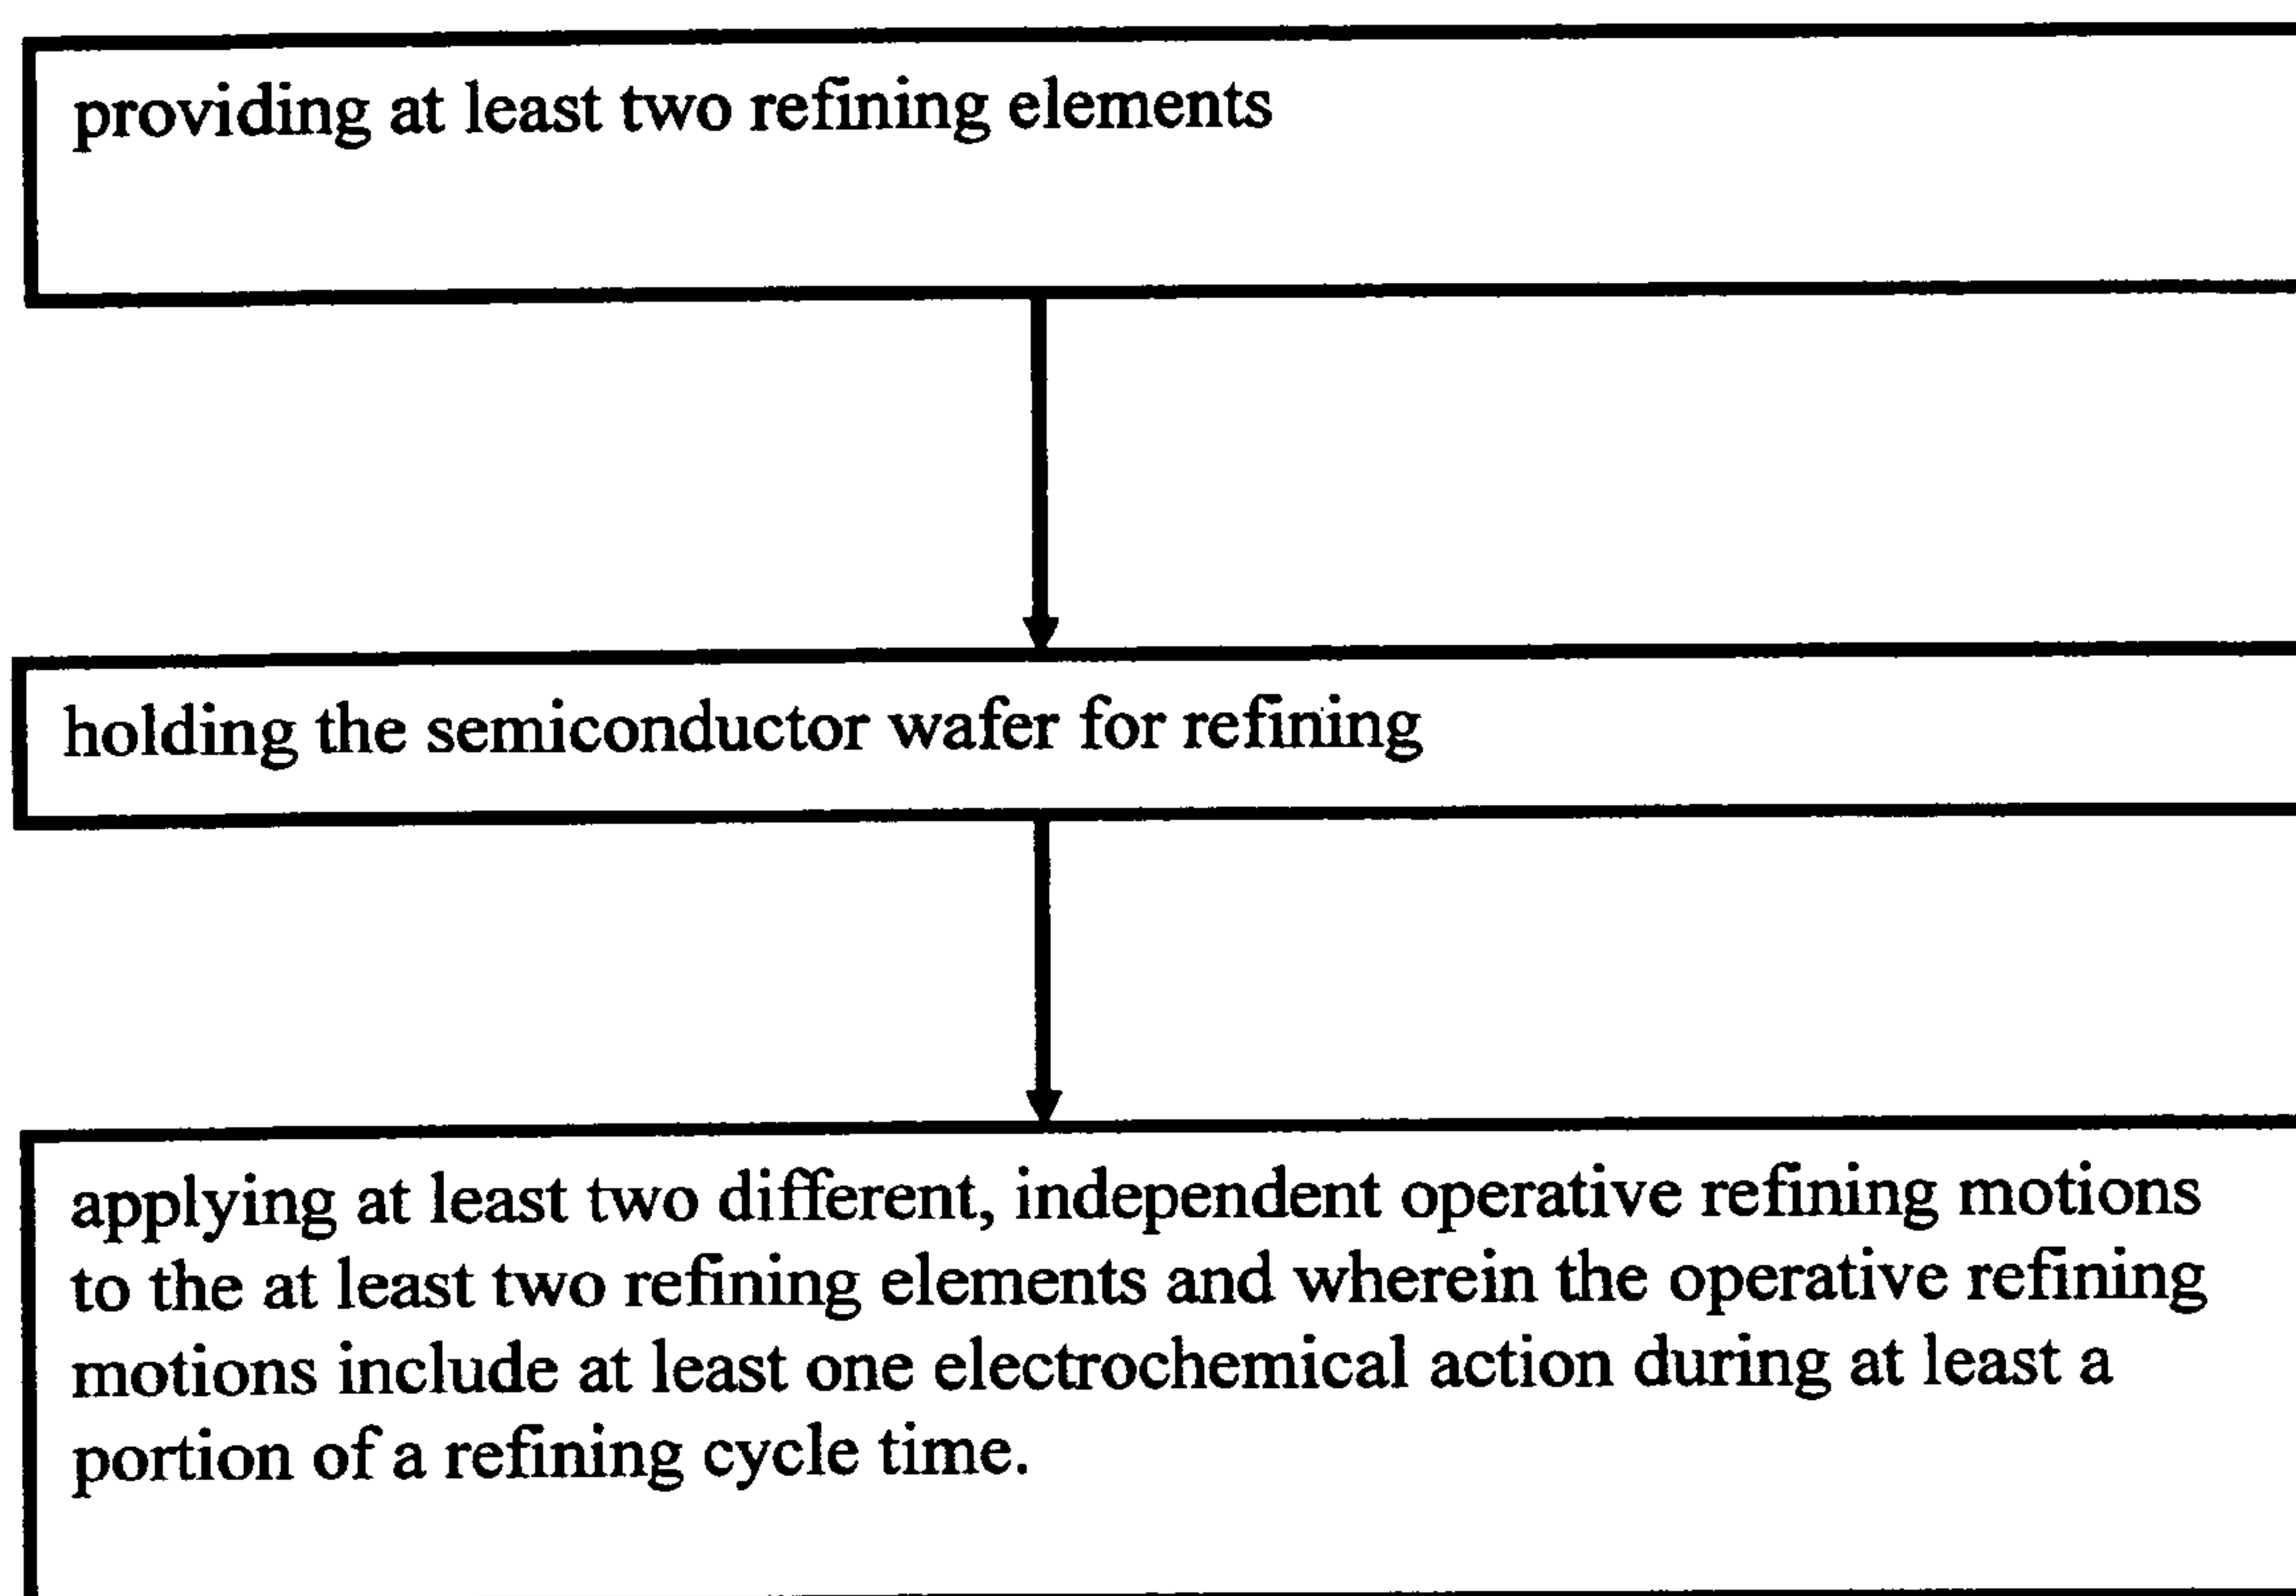 providing at least two refining elements
holding the semiconductor wafer for refining
applying at least two different, independent operative refining motions
to the at least two refining elements and wherein the operative refining
motions include at least one electrochemical action during at least a
portion of a refining cycle time.